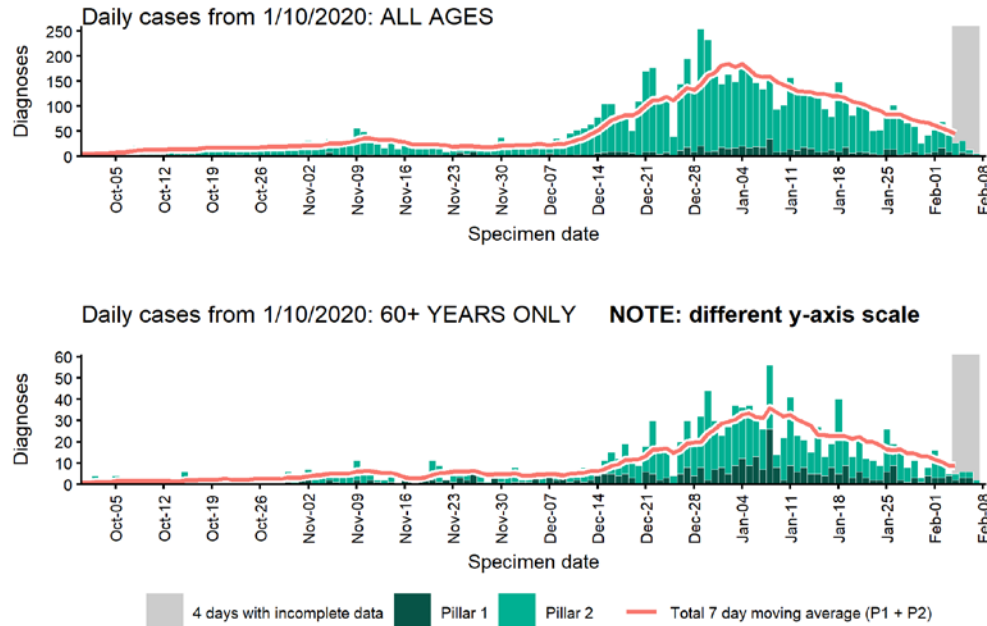 Daily cases from 1/10/2020: ALL AGES
250
200
150
100
50
0
Diagnoses
Oct-05 Oct-12 Oct-19 Oct-26 Nov-02 Nov-09 Nov-16 Nov-23 Nov-30 Dec-07 Dec-14 Dec-21 Dec-28 Jan-04 Jan-11 Jan-18 Jan-25 Feb-01 Feb-08
Specimen date
Daily cases from 1/10/2020: 60+ YEARS ONLY NOTE: different y-axis scale
60
50
40
30
20
10
0
Diagnoses
Oct-05 Oct-12 Oct-19 Oct-26 Nov-02 Nov-09 Nov-16 Nov-23 Nov-30 Dec-07 Dec-14 Dec-21 Dec-28 Jan-04 Jan-11 Jan-18 Jan-25 Feb-01 Feb-08
Specimen date
4 days with incomplete data Pillar 1 Pillar 2 Total 7 day moving average (P1 + P2)